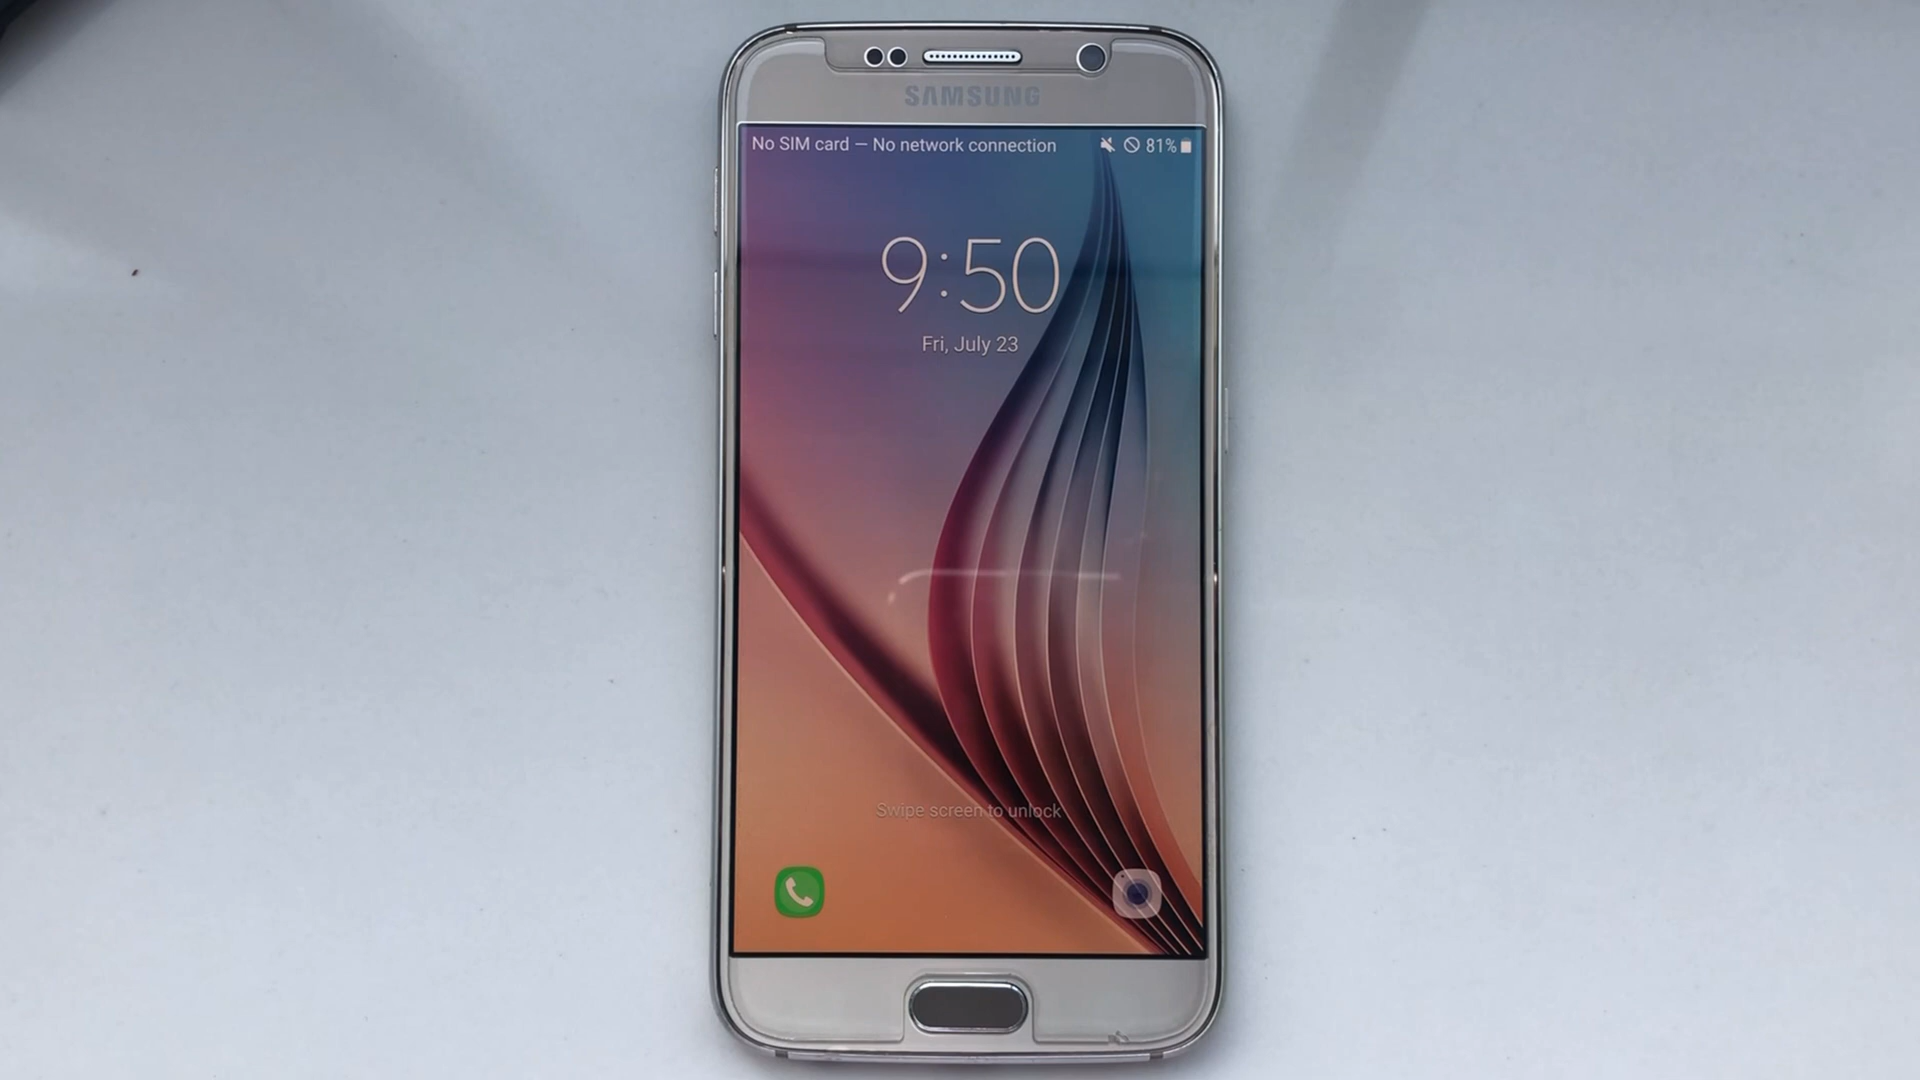 SAMSUNG
No SIM card — No network connection 81%
9:50
Fri, July 23
Swipe screen to unlock